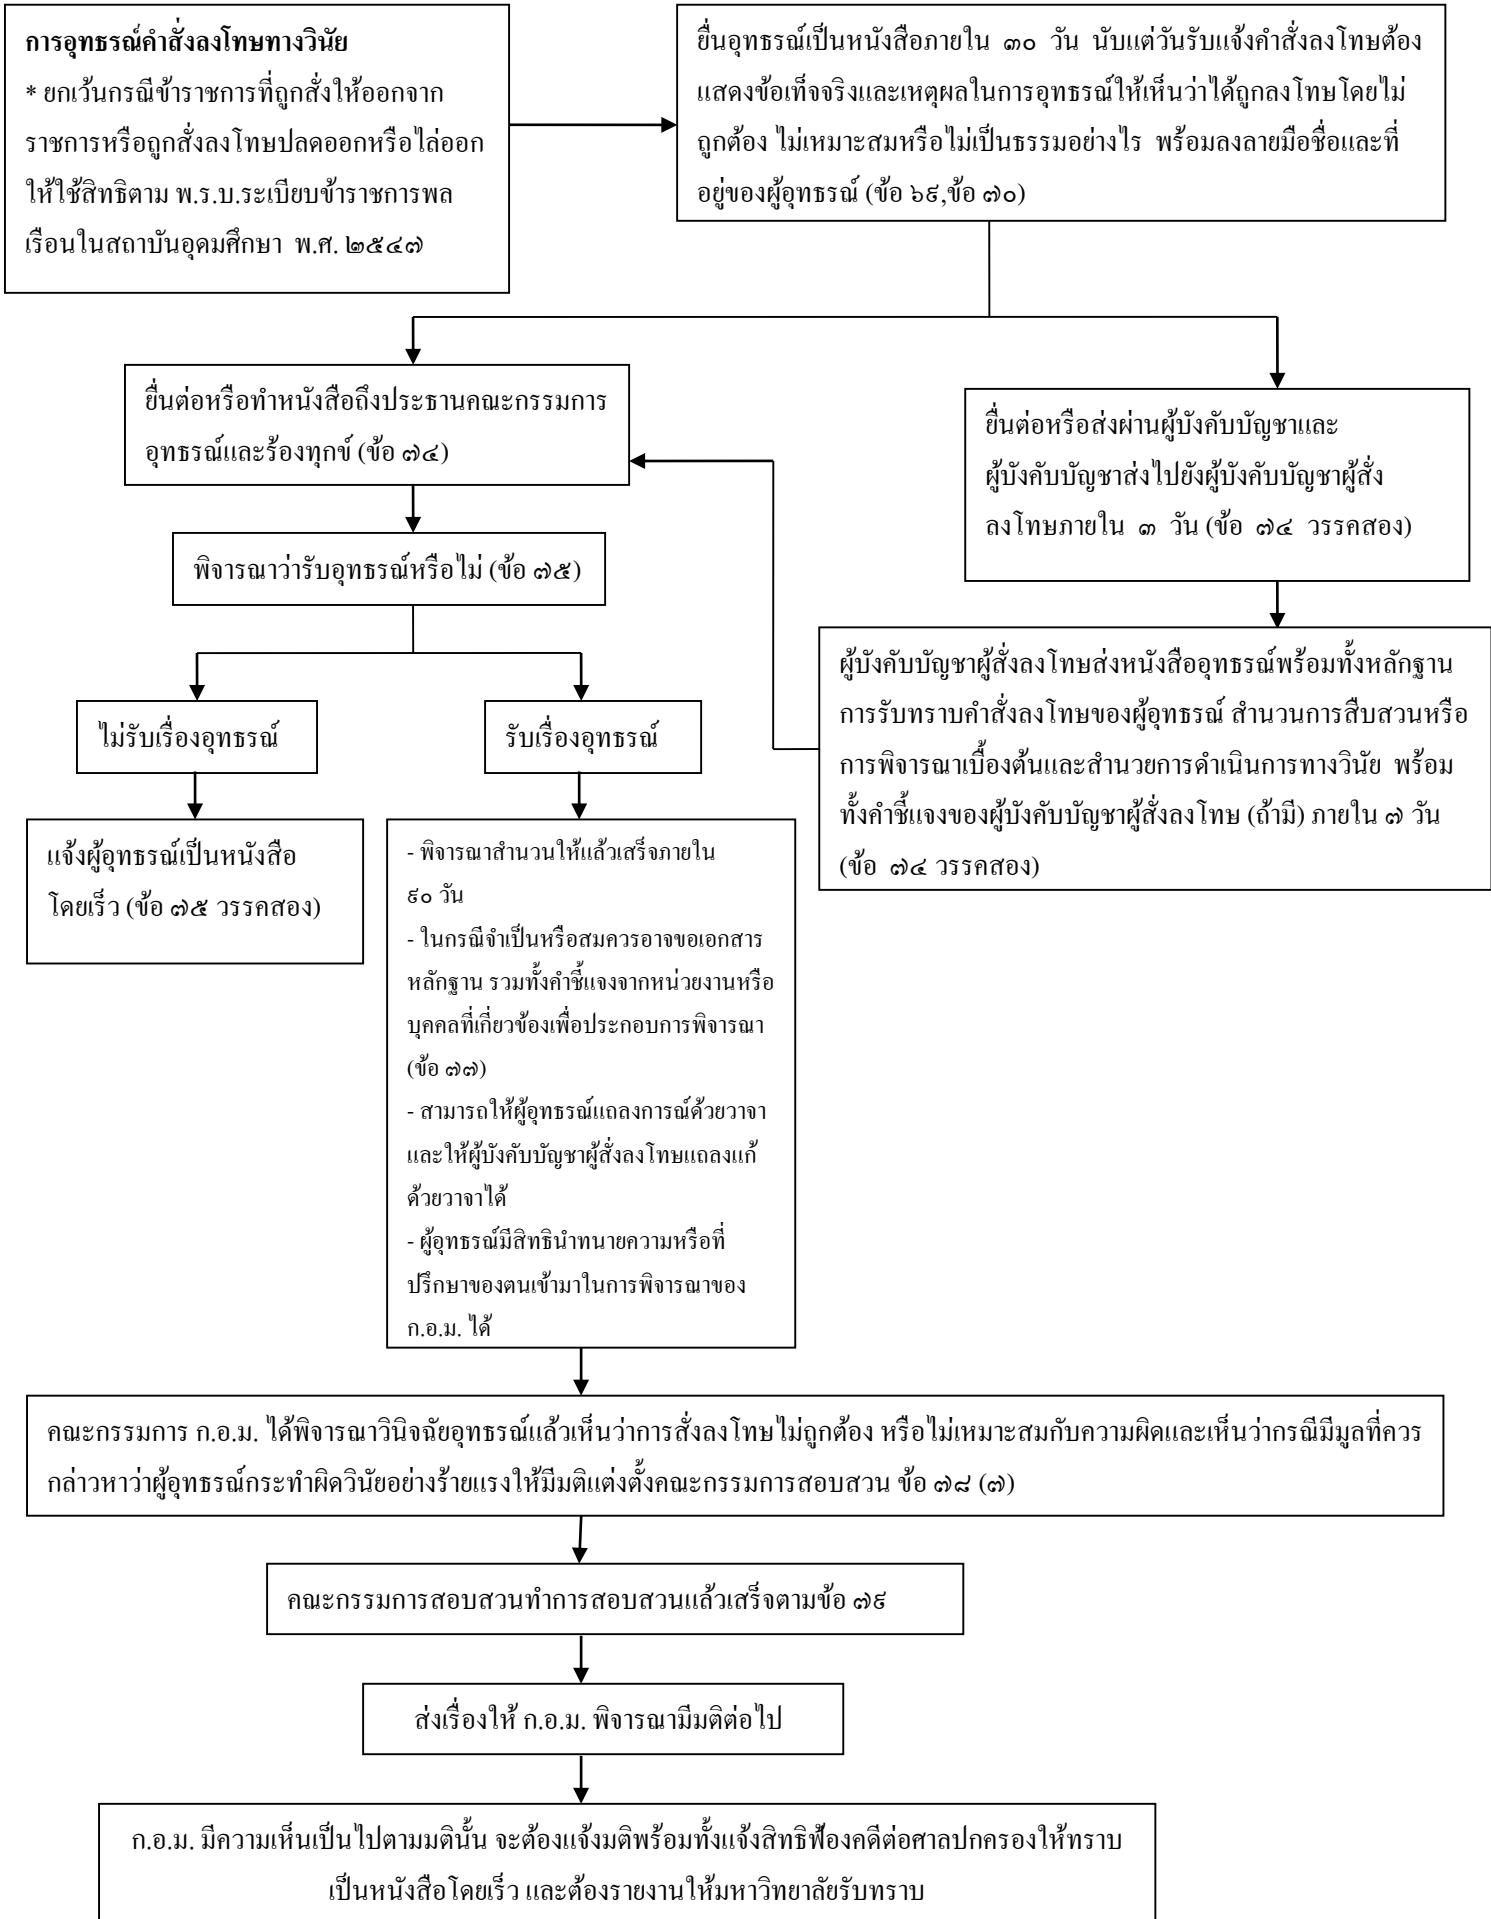 การอุทธรณ์คำสั่งลงโทษทางวินัย
* ยกเว้นกรณีข้าราชการที่ถูกสั่งให้ออกจาก
ราชการหรือถูกสั่งลงโทษปลดออกหรือไล่ออก
ให้ใช้สิทธิตาม พ.ร.บ.ระเบียบข้าราชการพล
เรือนในสถาบันอุดมศึกษา พ.ศ. ๒๕๔๗
ยื่นอุทธรณ์เป็นหนังสือภายใน ๓๐ วัน นับแต่วันรับแจ้งคำสั่งลงโทษต้อง
แสดงข้อเท็จจริงและเหตุผลในการอุทธรณ์ให้เห็นว่าได้ถูกลงโทษโดยไม่
ถูกต้อง ไม่เหมาะสมหรือไม่เป็นธรรมอย่างไร พร้อมลงลายมือชื่อและที่
อยู่ของผู้อุทธรณ์ (ข้อ ๖๙,ข้อ ๗๐)
ยื่นต่อหรือทำหนังสือถึงประธานคณะกรรมการ
อุทธรณ์และร้องทุกข์ (ข้อ ๗๔)
ยื่นต่อหรือส่งผ่านผู้บังคับบัญชาและ
ผู้บังคับบัญชาส่งไปยังผู้บังคับบัญชาผู้สั่ง
ลงโทษภายใน ๓ วัน (ข้อ ๗๔ วรรคสอง)
พิจารณาว่ารับอุทธรณ์หรือไม่ (ข้อ ๗๕)
ผู้บังคับบัญชาผู้สั่งลงโทษส่งหนังสืออุทธรณ์พร้อมทั้งหลักฐาน
การรับทราบคำสั่งลงโทษของผู้อุทธรณ์ สำนวนการสืบสวนหรือ
การพิจารณาเบื้องต้นและสำนวยการดำเนินการทางวินัย พร้อม
ทั้งคำชี้แจงของผู้บังคับบัญชาผู้สั่งลงโทษ (ถ้ามี) ภายใน ๗ วัน
(ข้อ ๗๔ วรรคสอง)
ไม่รับเรื่องอุทธรณ์
รับเรื่องอุทธรณ์
แจ้งผู้อุทธรณ์เป็นหนังสือ
โดยเร็ว (ข้อ ๗๕ วรรคสอง)
- พิจารณาสำนวนให้แล้วเสร็จภายใน
๙๐ วัน
- ในกรณีจำเป็นหรือสมควรอาจขอเอกสาร
หลักฐาน รวมทั้งคำชี้แจงจากหน่วยงานหรือ
บุคคลที่เกี่ยวข้องเพื่อประกอบการพิจารณา
(ข้อ ๗๗)
- สามารถให้ผู้อุทธรณ์แถลงการณ์ด้วยวาจา
และให้ผู้บังคับบัญชาผู้สั่งลงโทษแถลงแก้
ด้วยวาจาได้
- ผู้อุทธรณ์มีสิทธินำทนายความหรือที่
ปรึกษาของตนเข้ามาในการพิจารณาของ
ก.อ.ม. ได้
คณะกรรมการ ก.อ.ม. ได้พิจารณาวินิจฉัยอุทธรณ์แล้วเห็นว่าการสั่งลงโทษไม่ถูกต้อง หรือไม่เหมาะสมกับความผิดและเห็นว่ากรณีมีมูลที่ควร
กล่าวหาว่าผู้อุทธรณ์กระทำผิดวินัยอย่างร้ายแรงให้มีมติแต่งตั้งคณะกรรมการสอบสวน ข้อ ๗๘ (๗)
คณะกรรมการสอบสวนทำการสอบสวนแล้วเสร็จตามข้อ ๗๙
ส่งเรื่องให้ ก.อ.ม. พิจารณามีมติต่อไป
ก.อ.ม. มีความเห็นเป็นไปตามมตินั้น จะต้องแจ้งมติพร้อมทั้งแจ้งสิทธิฟ้องคดีต่อศาลปกครองให้ทราบ
เป็นหนังสือโดยเร็ว และต้องรายงานให้มหาวิทยาลัยรับทราบ